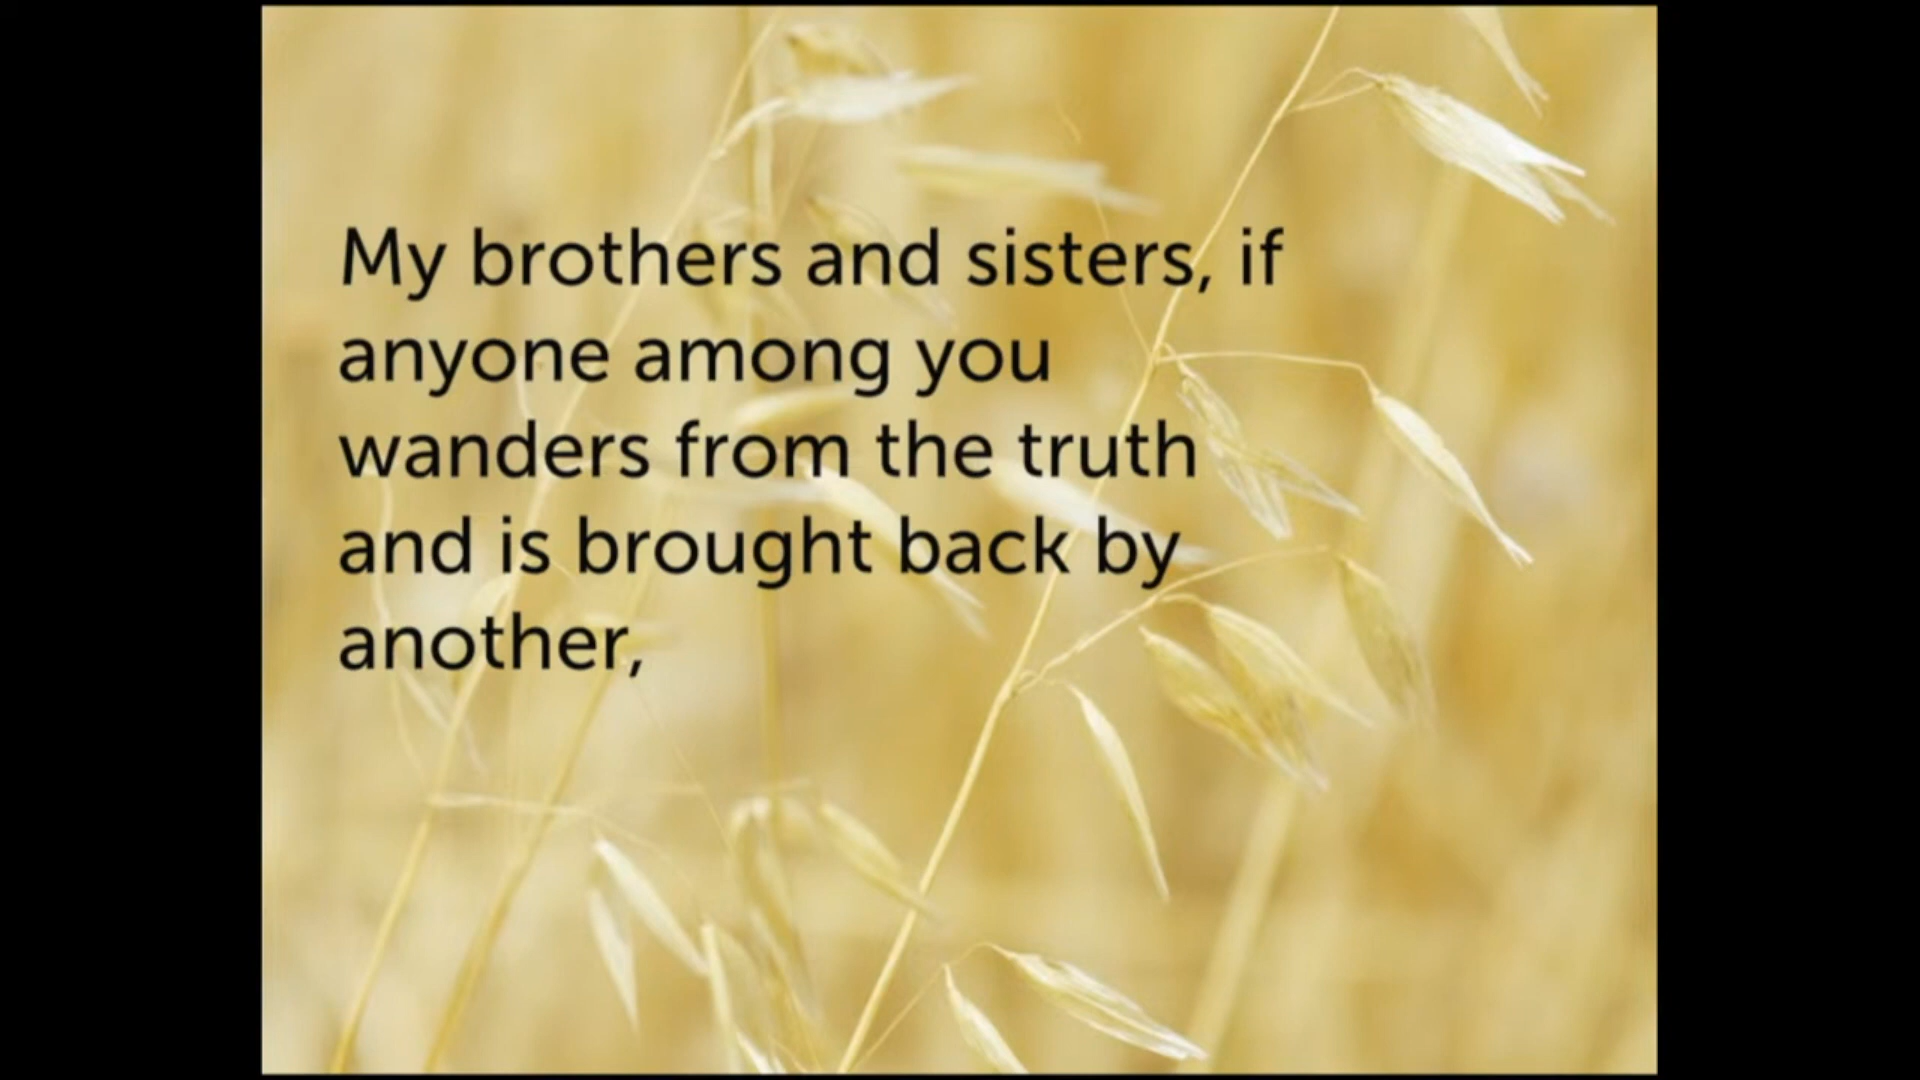 My brothers and sisters, if
anyone among you
wanders from the truth
and is brought back by
another,